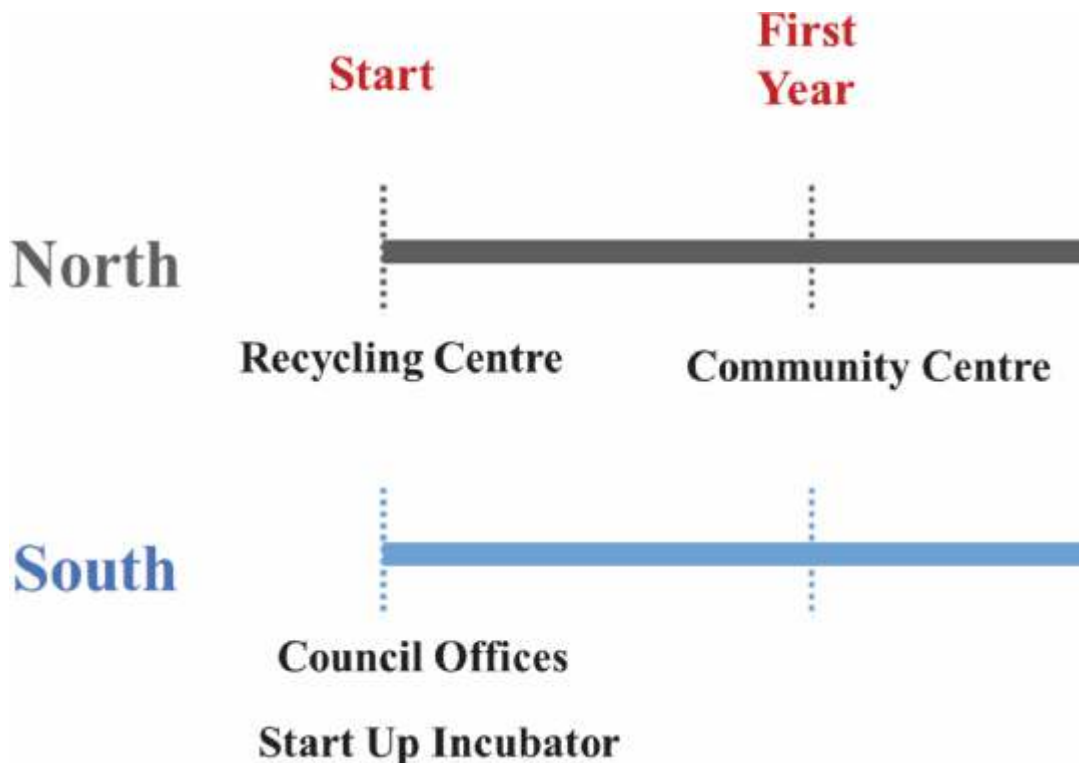 Start
First
Year
North
Recycling Centre
Community Centre
South
Council Offices
Start Up Incubator